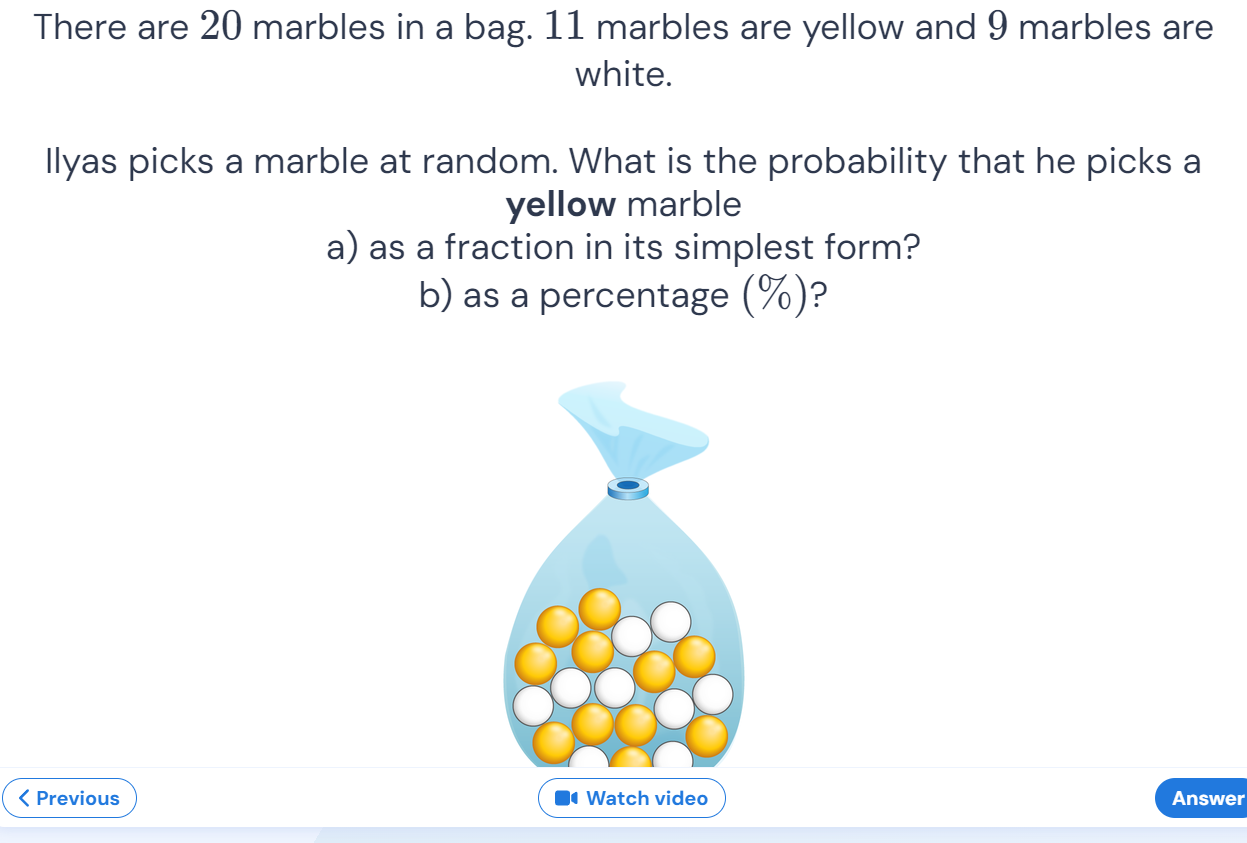 There are 20 marbles in a bag. 11 marbles are yellow and 9 marbles are
white.
Ilyas picks a marble at random. What is the probability that he picks a
yellow marble
a) as a fraction in its simplest form?
b) as a percentage (%)?
Previous
Watch video
Answer